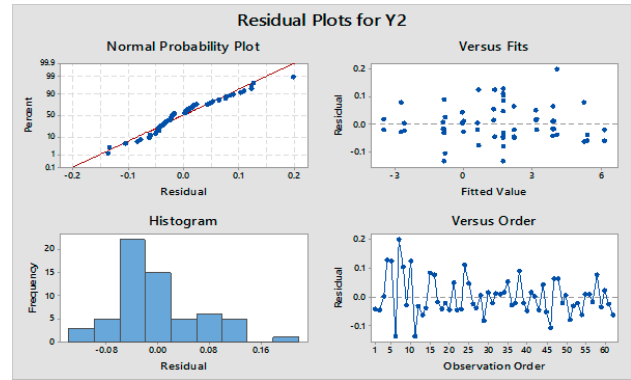 Residual Plots for Y2
Normal Probability Plot
99.9
99
90
50
10
1
0.1
Percent
-0.2 -0.1 0.0 0.1 0.2
Residual
Versus Fits
0.2
0.1
0.0
-0.1
Residual
-3 0 3 6
Fitted Value
Histogram
20
15
10
5
0
Frequency
-0.08 0.00 0.08 0.16
Residual
Versus Order
0.2
0.1
0.0
-0.1
Residual
1 5 10 15 20 25 30 35 40 45 50 55 60
Observation Order